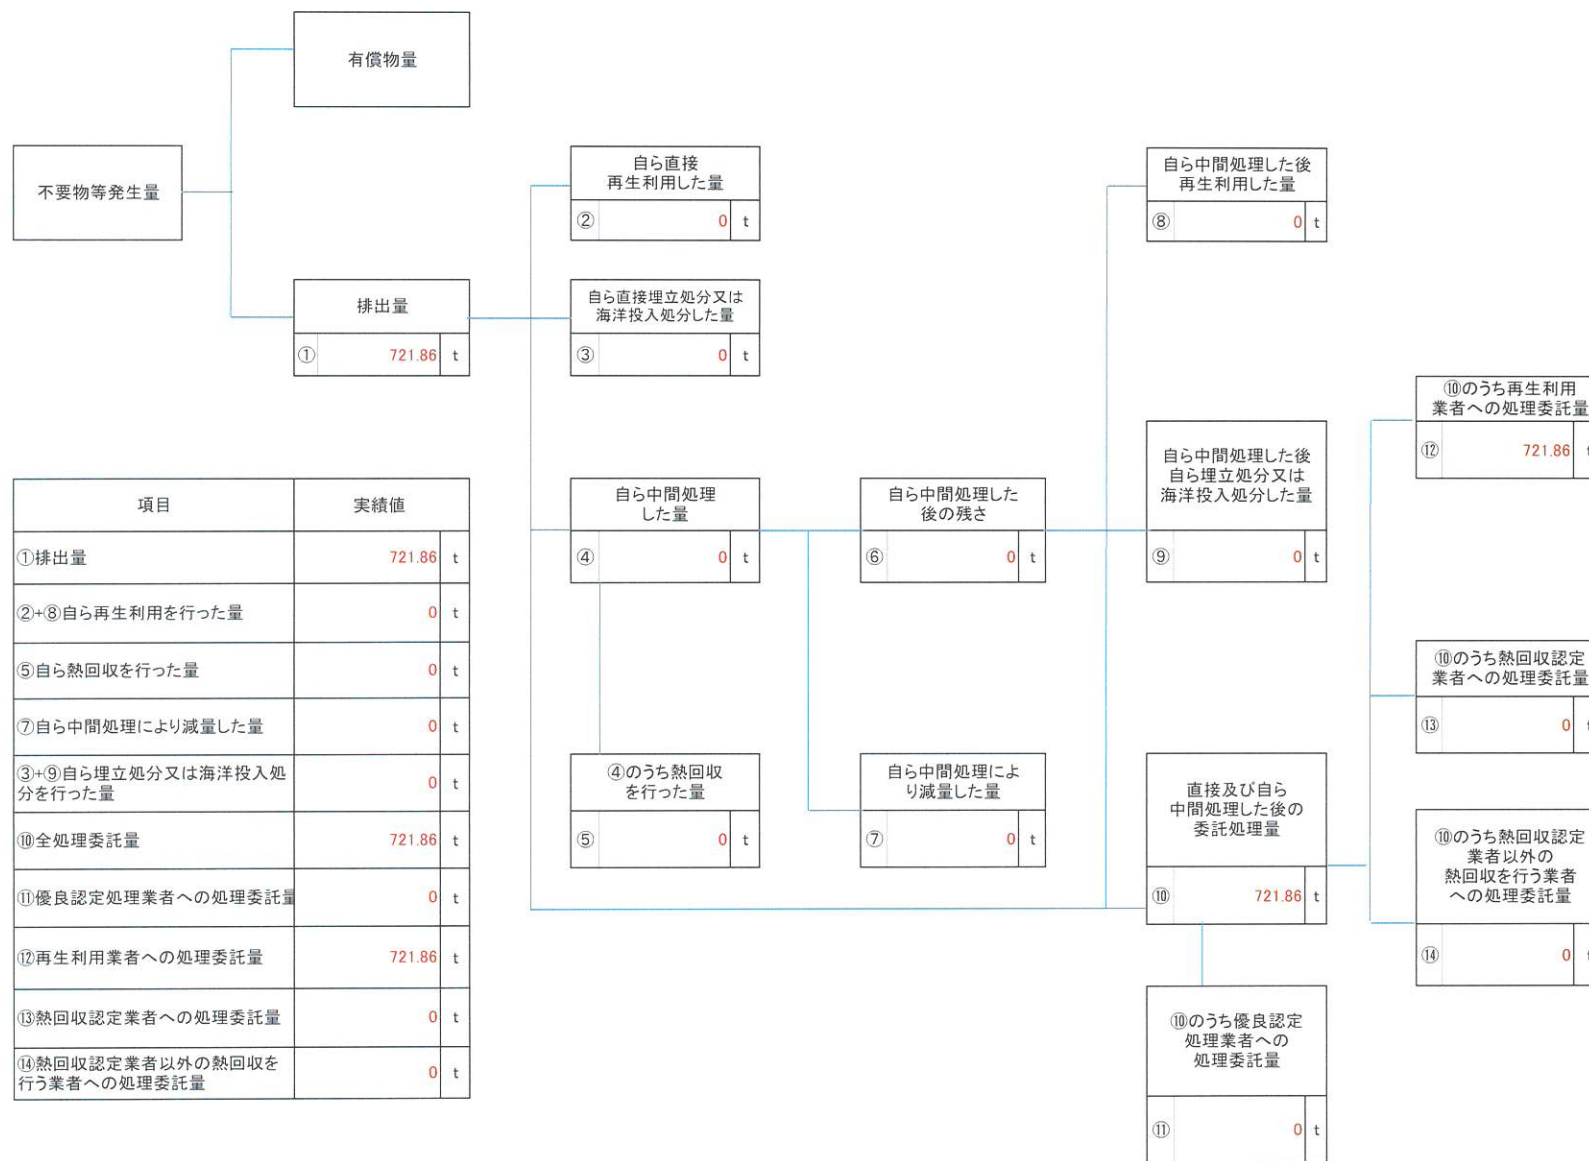 有償物量
不要物等発生量
自ら直接
再生利用した量
② 0 t
自ら中間処理した後
再生利用した量
⑧ 0 t
排出量
① 721.86 t
自ら直接埋立処分又は
海洋投入処分した量
③ 0 t
⑩のうち再生利用
業者への処理委託量
⑫ 721.86 t
自ら中間処理した後
自ら埋立処分又は
海洋投入処分した量
⑨ 0 t
自ら中間処理
した量
④ 0 t
自ら中間処理した
後の残さ
⑥ 0 t
項目 実績値
①排出量 721.86 t
②+⑧自ら再生利用を行った量 0 t
⑤自ら熱回収を行った量 0 t
⑦自ら中間処理により減量した量 0 t
③+⑨自ら埋立処分又は海洋投入処
分を行った量 0 t
⑩全処理委託量 721.86 t
⑪優良認定処理業者への処理委託量 0 t
⑫再生利用業者への処理委託量 721.86 t
⑬熱回収認定業者への処理委託量 0 t
⑭熱回収認定業者以外の熱回収を
行う業者への処理委託量 0 t
⑩のうち熱回収認定
業者への処理委託量
⑬ 0 t
④のうち熱回収
を行った量
⑤ 0 t
自ら中間処理によ
り減量した量
⑦ 0 t
直接及び自ら
中間処理した後の
委託処理量
⑩ 721.86 t
⑩のうち熱回収認定
業者以外の
熱回収を行う業者
への処理委託量
⑭ 0 t
⑩のうち優良認定
処理業者への
処理委託量
⑪ 0 t